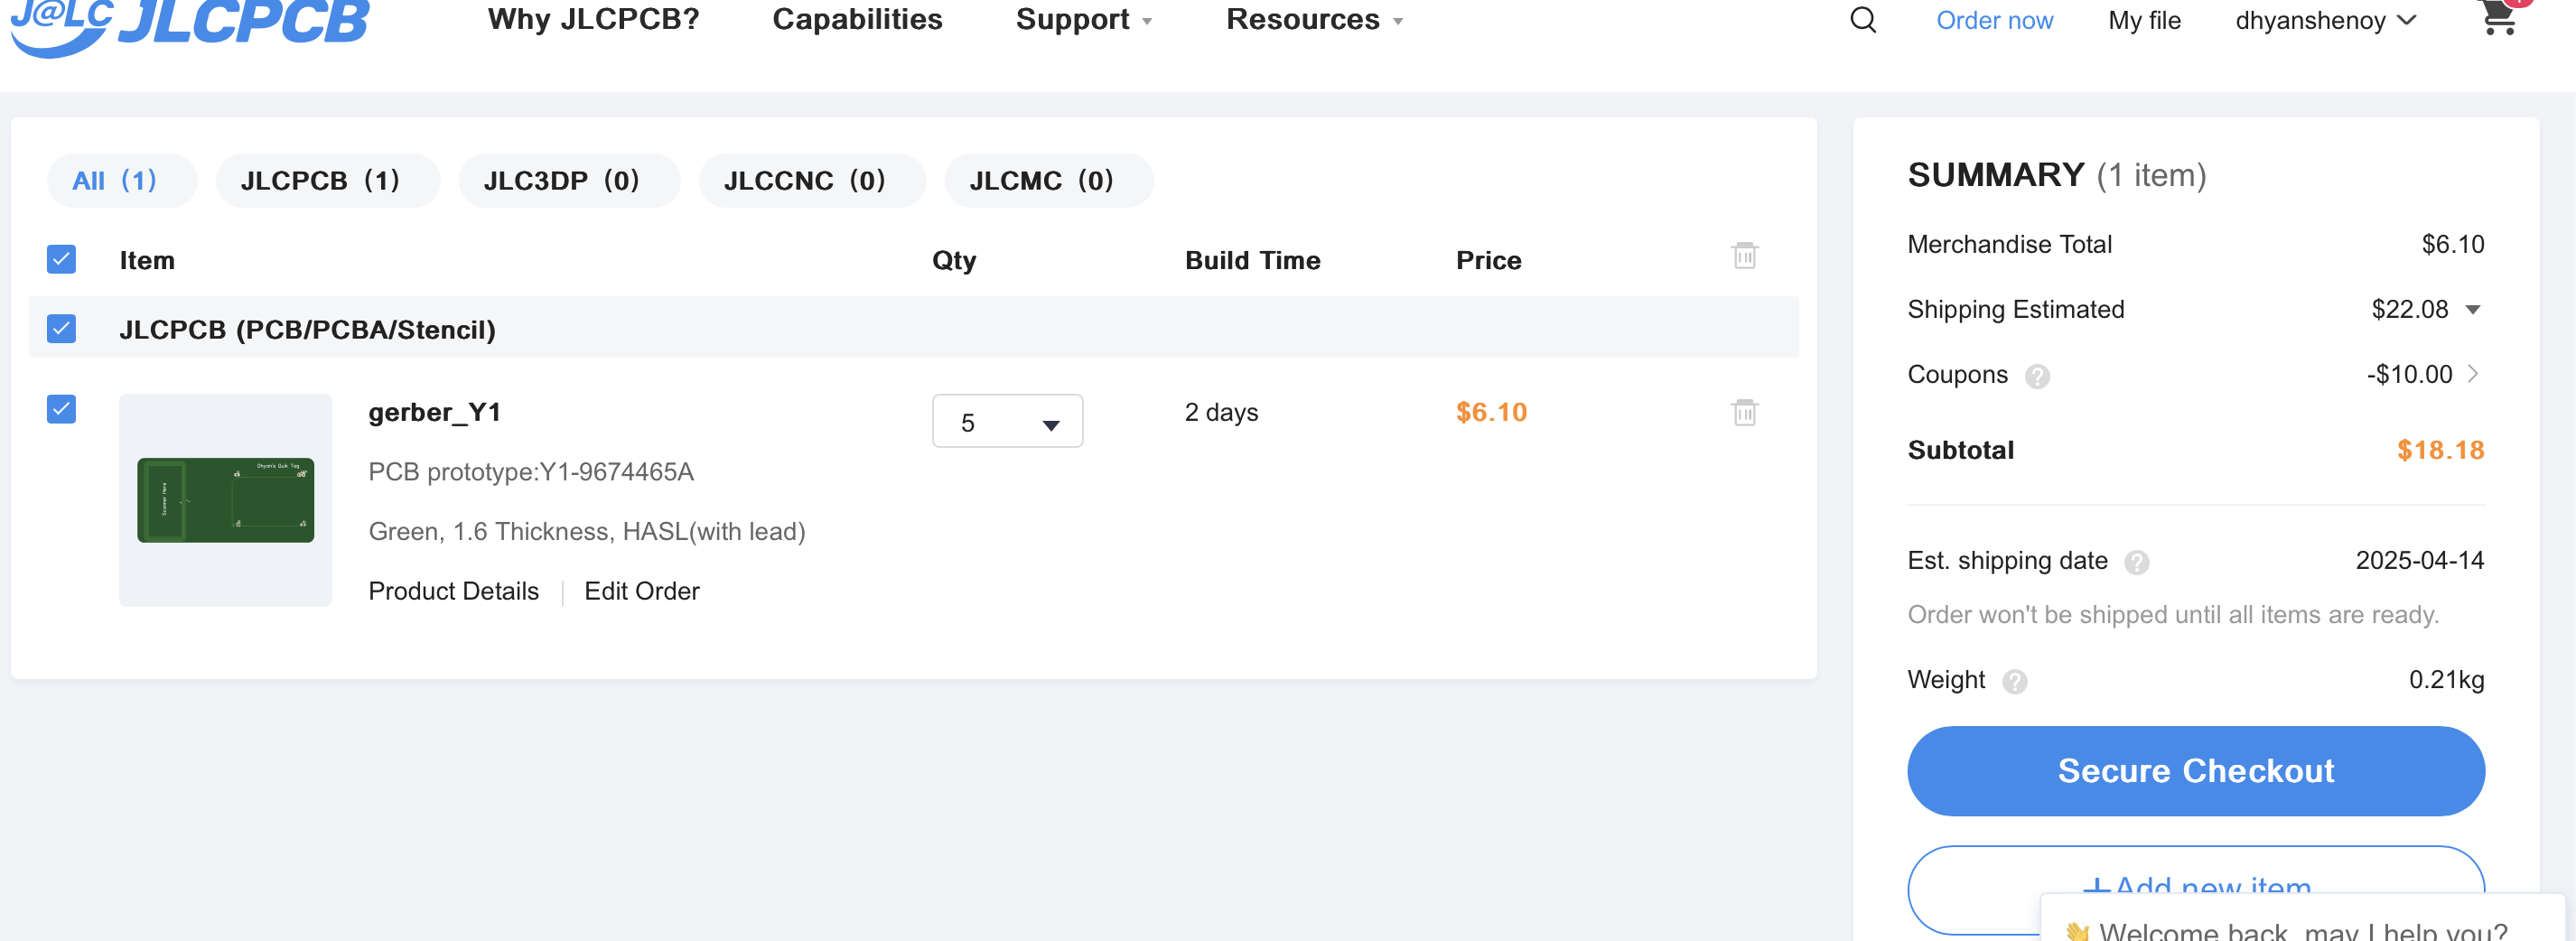 J@LC JLCPCB
Why JLCPCB?
Capabilities
Support
Resources
Order now
My file
dhyanshenoy
All (1)
JLCPCB (1)
JLC3DP (0)
JLCCNC (0)
JLCMC (0)
Item
Qty
Build Time
Price
JLCPCB (PCB/PCBA/Stencil)
gerber_Y1
5
2 days
$6.10
Dhyan's Quik Tag
Scanner Here
PCB prototype:Y1-9674465A
Green, 1.6 Thickness, HASL(with lead)
Product Details | Edit Order
SUMMARY (1 item)
Merchandise Total $6.10
Shipping Estimated $22.08
Coupons ? -$10.00
Subtotal $18.18
Est. shipping date ? 2025-04-14
Order won't be shipped until all items are ready.
Weight ? 0.21kg
Secure Checkout
+Add new item
👋 Welcome back, may I help you?